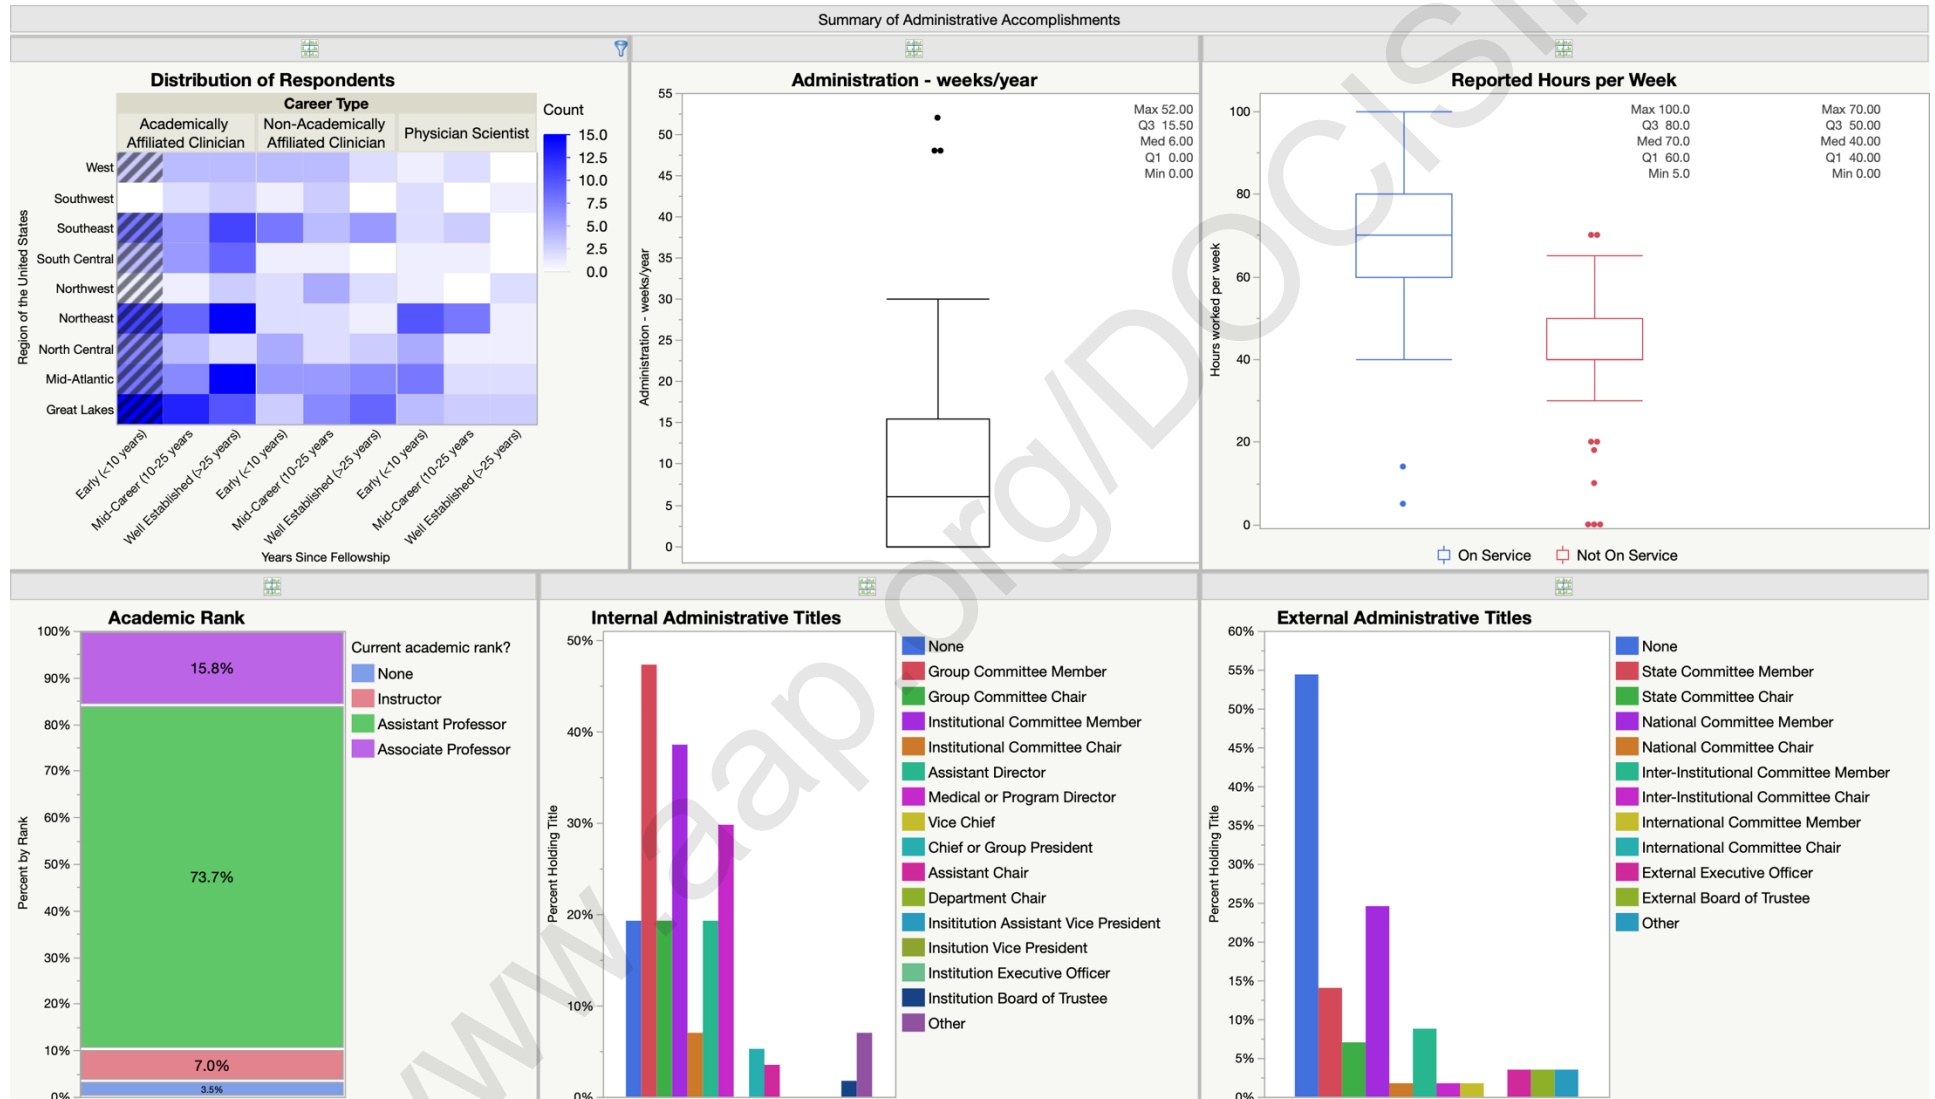 Summary of Administrative Accomplishments
Distribution of Respondents
Career Type
Academically
Affiliated Clinician
Non-Academically
Affiliated Clinician
Physician Scientist
Count
15.0
12.5
10.0
7.5
5.0
2.5
0.0
Region of the United States
West
Southwest
Southeast
South Central
Northwest
Northeast
North Central
Mid-Atlantic
Great Lakes
Early (<10 years)
Mid-Career (10-25 years
Well Established (>25 years)
Early (<10 years)
Mid-Career (10-25 years
Well Established (>25 years)
Early (<10 years)
Mid-Career (10-25 years
Well Established (>25 years)
Years Since Fellowship
Administration - weeks/year
Administration - weeks/year
55
50
45
40
35
30
25
20
15
10
5
0
Max 52.00
Q3 15.50
Med 6.00
Q1 0.00
Min 0.00
Reported Hours per Week
Hours worked per week
100
80
60
40
20
0
Max 100.0
Q3 80.0
Med 70.0
Q1 60.0
Min 5.0
Max 70.00
Q3 50.00
Med 40.00
Q1 40.00
Min 0.00
On Service
Not On Service
Academic Rank
Percent by Rank
100%
90%
80%
70%
60%
50%
40%
30%
20%
10%
0%
15.8%
73.7%
7.0%
3.5%
Current academic rank?
None
Instructor
Assistant Professor
Associate Professor
Internal Administrative Titles
Percent Holding Title
50%
40%
30%
20%
10%
0%
None
Group Committee Member
Group Committee Chair
Institutional Committee Member
Institutional Committee Chair
Assistant Director
Medical or Program Director
Vice Chief
Chief or Group President
Assistant Chair
Department Chair
Insititution Assistant Vice President
Insitution Vice President
Institution Executive Officer
Institution Board of Trustee
Other
External Administrative Titles
Percent Holding Title
60%
55%
50%
45%
40%
35%
30%
25%
20%
15%
10%
5%
0%
None
State Committee Member
State Committee Chair
National Committee Member
National Committee Chair
Inter-Institutional Committee Member
Inter-Institutional Committee Chair
International Committee Member
International Committee Chair
External Executive Officer
External Board of Trustee
Other
www.aap.org/DOCISin